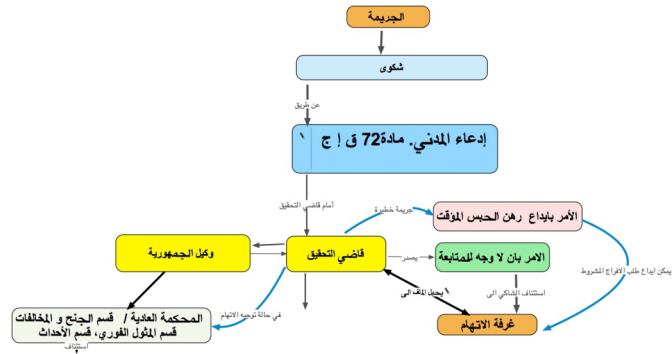 الجريمة
شكوى
عن طريق
إدعاء المدني. مادة72 ق إ ج
أمام قاضي التحقيق
جريمة خطيرة
الأمر بايداع رهن الحبس المؤقت
وكيل الجمهورية
قاضي التحقيق
يصدر
الامر بان لا وجه للمتابعة
يمكن ايداع طلب الافراج المشروط
يحيل الملف الى
استئناف الشاكي الى
في حالة توجيه الاتهام
المحكمة العادية / قسم الجنح و المخالفات
قسم المثول الفوري، قسم الأحداث
غرفة الاتهام
استئناف